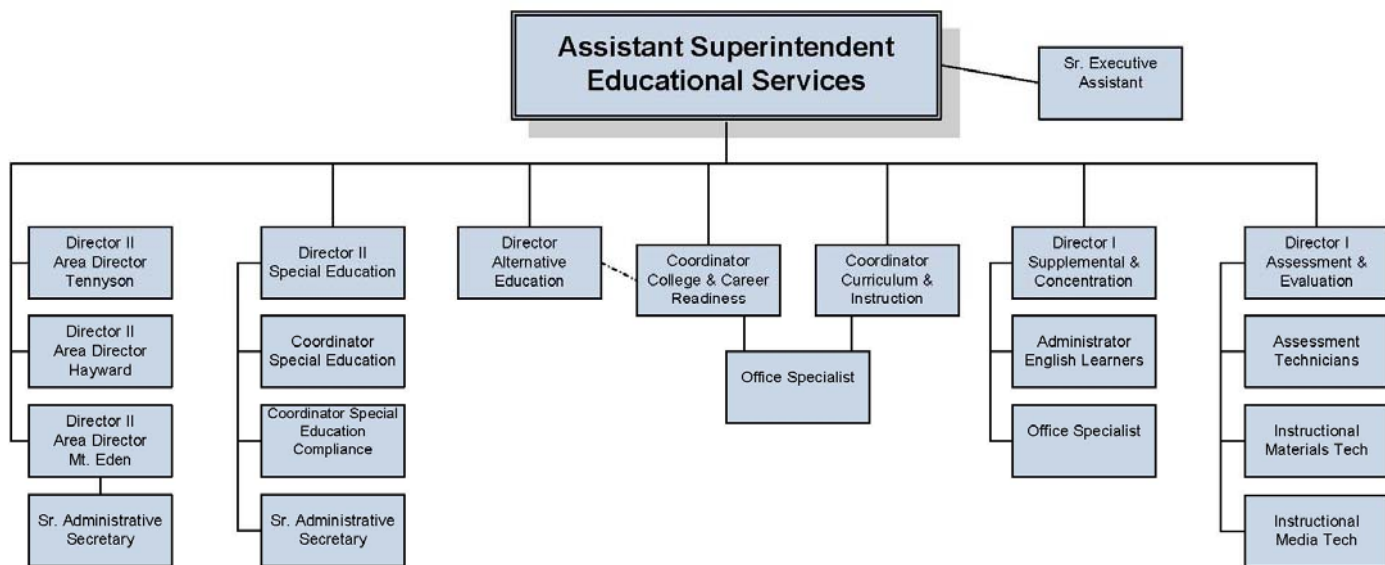 Assistant Superintendent
Educational Services
Sr. Executive
Assistant
Director II
Area Director
Tennyson
Director II
Area Director
Hayward
Director II
Area Director
Mt. Eden
Sr. Administrative
Secretary
Director II
Special Education
Coordinator
Special Education
Coordinator Special
Education
Compliance
Sr. Administrative
Secretary
Director
Alternative
Education
Coordinator
College & Career
Readiness
Coordinator
Curriculum &
Instruction
Office Specialist
Director I
Supplemental &
Concentration
Administrator
English Learners
Office Specialist
Director I
Assessment &
Evaluation
Assessment
Technicians
Instructional
Materials Tech
Instructional
Media Tech